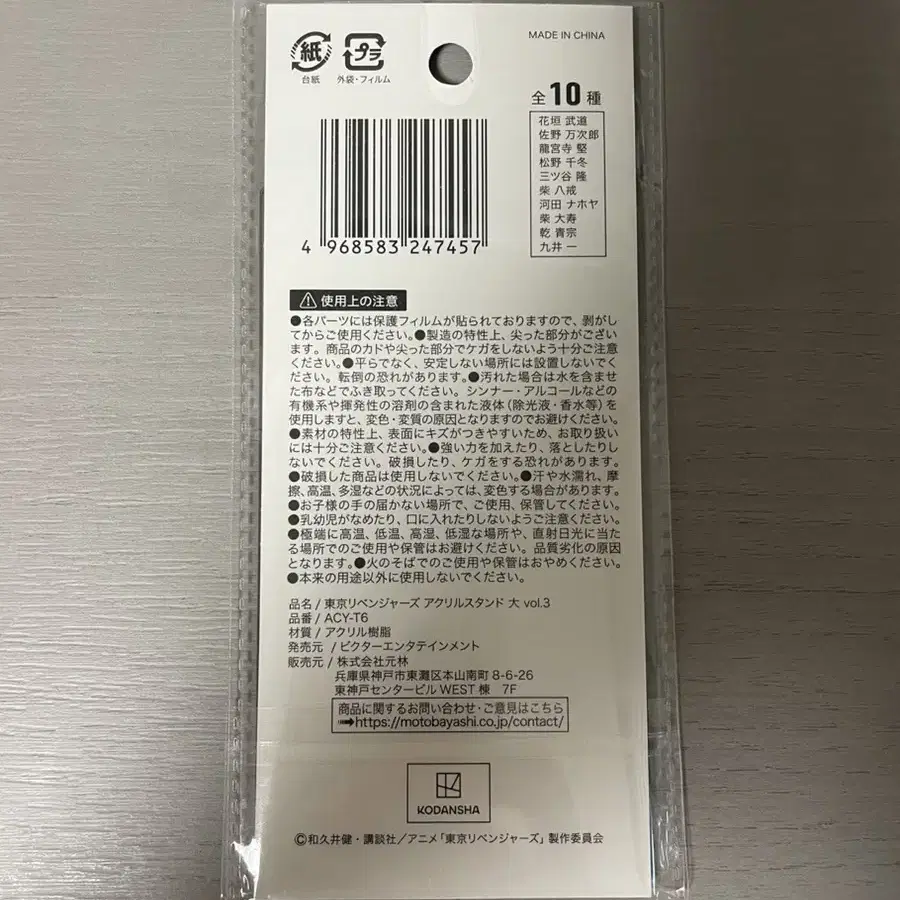 紙
台紙
プラ
外袋・フィルム
MADE IN CHINA
全10種
花垣 武道
佐野 万次郎
龍宮寺 堅
松野 千冬
三ツ谷 隆
柴 八戒
河田 ナホヤ
柴 大寿
乾 青宗
九井 一
4 968583 247457
使用上の注意
●各パーツには保護フィルムが貼られておりますので、剥がし
てからご使用ください。●製造の特性上、尖った部分がござい
ます。商品のカドや尖った部分でケガをしないよう十分ご注意
ください。●平らでなく、安定しない場所には設置しないでく
ださい。転倒の恐れがあります。●汚れた場合は水を含ませ
た布などでふき取ってください。シンナー・アルコールなどの
有機系や揮発性の溶剤の含まれた液体（除光液・香水等）を
使用しますと、変色・変質の原因となりますのでお避けください。
●素材の特性上、表面にキズがつきやすいため、お取り扱い
には十分ご注意ください。●強い力を加えたり、落としたりし
ないでください。破損したり、ケガをする恐れがあります。
●破損した商品は使用しないでください。●汗や水濡れ、摩
擦、高温、多湿などの状況によっては、変色する場合があります。
●お子様の手の届かない場所で、ご使用、保管してください。
●乳幼児がなめたり、口に入れたりしないようご注意ください。
●極端に高温、低温、高湿、低湿な場所や、直射日光に当た
る場所でのご使用や保管はお避けください。品質劣化の原因
となります。●火のそばでのご使用や保管はおやめください。
●本来の用途以外に使用しないでください。
品名 / 東京リベンジャーズ アクリルスタンド 大 vol.3
品番 / ACY-T6
材質 / アクリル樹脂
発売元 / ビクターエンタテインメント
販売元 / 株式会社元林
兵庫県神戸市東灘区本山南町 8-6-26
東神戸センタービル WEST 棟 7F
商品に関するお問い合わせ・ご意見はこちら
➡https://motobayashi.co.jp/contact/
KODANSHA
©和久井健・講談社／アニメ「東京リベンジャーズ」製作委員会